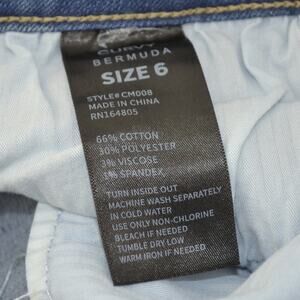 CURVY
BERMUDA
SIZE 6
STYLE# CM008
MADE IN CHINA
RN164805
66% COTTON
30% POLYESTER
3% VISCOSE
1% SPANDEX
TURN INSIDE OUT
MACHINE WASH SEPARATELY
IN COLD WATER
USE ONLY NON-CHLORINE
BLEACH IF NEEDED
TUMBLE DRY LOW
WARM IRON IF NEEDED